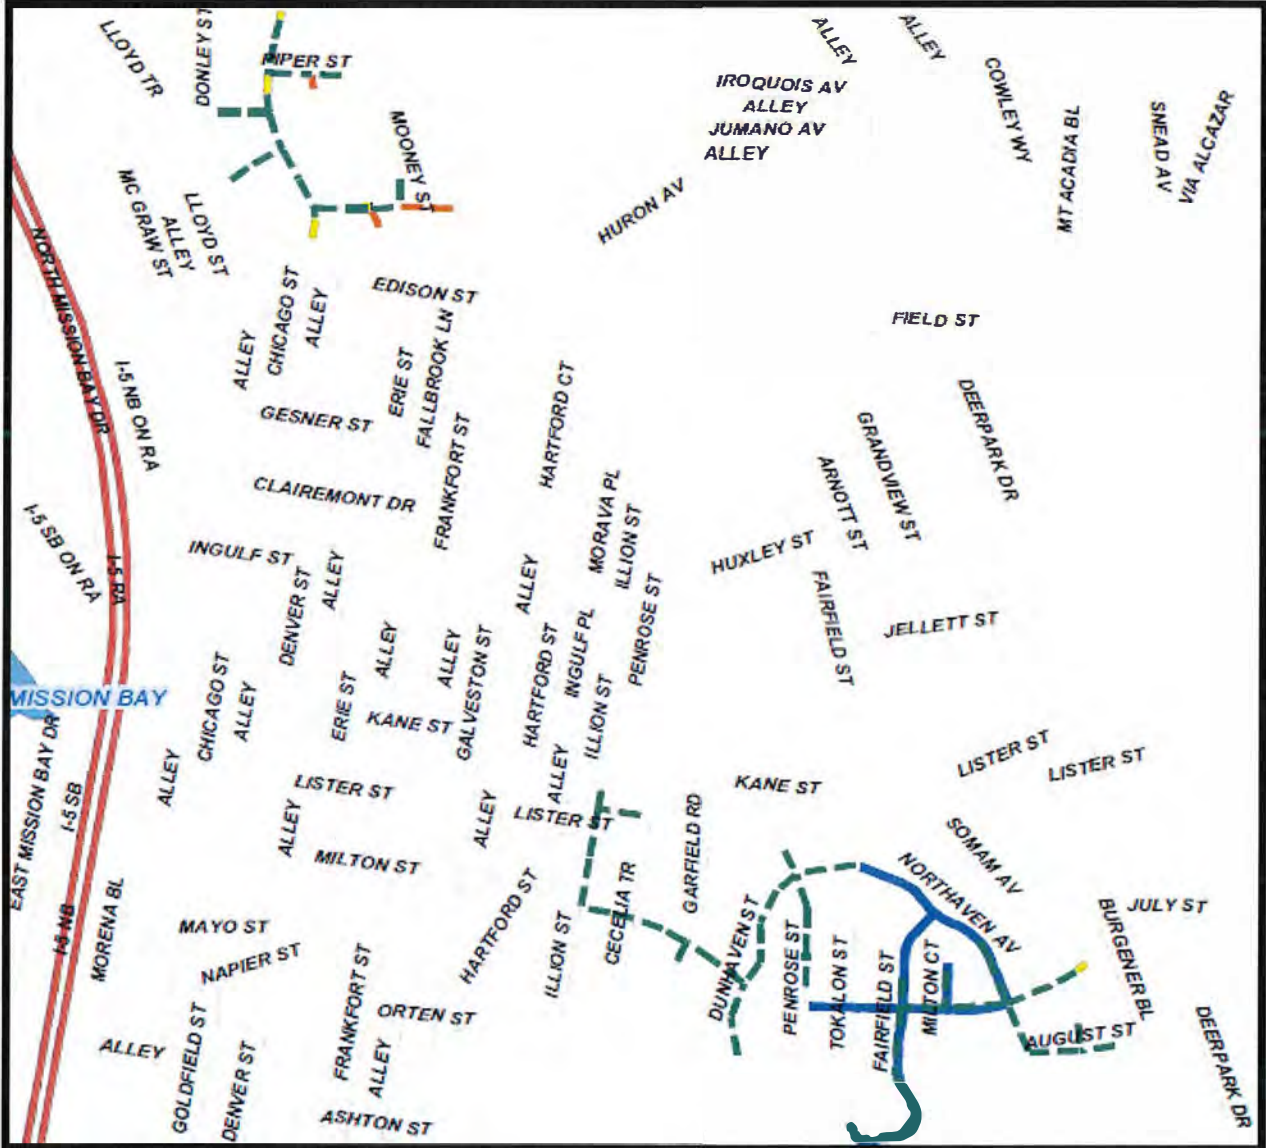 LLOYD TR
DONLEY ST
PIPER ST
ALLEY
ALLEY
IROQUOIS AV
ALLEY
JUMANO AV
ALLEY
COWLEY WY
MT ACADIA BL
SNEAD AV
VIA ALCAZAR
MOONEY ST
HURON AV
MC GRAW ST
ALLEY
LLOYD ST
NORTH MISSION BAY DR
CHICAGO ST
ALLEY
ALLEY
EDISON ST
FIELD ST
I-5 NB ON RA
ERIE ST
FALLBROOK LN
HARTFORD CT
GESNER ST
FRANKFORT ST
DEERPARK DR
GRANDVIEW ST
ARNOTT ST
CLAIREMONT DR
MORAVA PL
ILLION ST
I-5 SB ON RA
I-5 RA
INGULF ST
DENVER ST
ALLEY
ALLEY
HUXLEY ST
PENROSE ST
FAIRFIELD ST
JELLETT ST
INGULF PL
ALLEY
ALLEY
GALVESTON ST
HARTFORD ST
ILLION ST
MISSION BAY
CHICAGO ST
ALLEY
ERIE ST
KANE ST
EAST MISSION BAY DR
I-5 SB
ALLEY
LISTER ST
ALLEY
ALLEY
ALLEY
LISTER ST
KANE ST
LISTER ST
LISTER ST
MILTON ST
GARFIELD RD
SOMAM AV
NORTHAVEN AV
I-5 NB
MORENA BL
MAYO ST
NAPIER ST
HARTFORD ST
ILLION ST
CECELIA TR
DUNHAVEN ST
PENROSE ST
TOKALON ST
FAIRFIELD ST
MILTON CT
BURGENER BL
JULY ST
FRANKFORT ST
ORTEN ST
AUGUST ST
ALLEY
GOLDFIELD ST
DENVER ST
ALLEY
ASHTON ST
DEERPARK DR